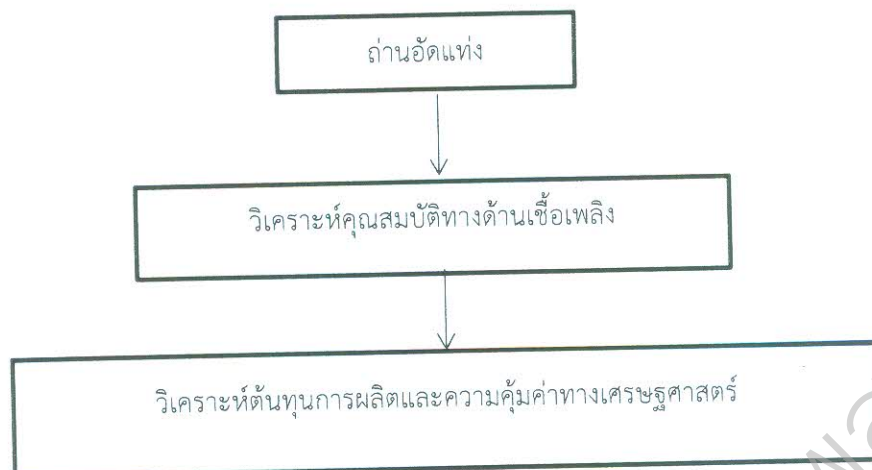 ถ่านอัดแท่ง
วิเคราะห์คุณสมบัติทางด้านเชื้อเพลิง
วิเคราะห์ต้นทุนการผลิตและความคุ้มค่าทางเศรษฐศาสตร์